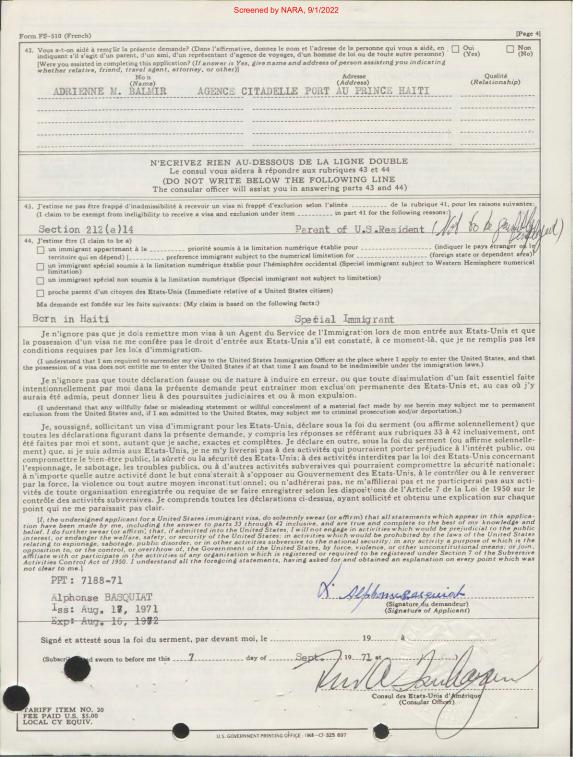 Screened by NARA, 9/1/2022
Form FS-510 (French)
[Page 4]
42. Vous a-t-on aidé à remplir la présente demande? (Dans l'affirmative, donnez le nom et l'adresse de la personne qui vous a aidé, en Oui Non
indiquant s'il s'agit d'un parent, d'un ami, d'un représentant d'agence de voyages, d'un homme de loi ou de toute autre personne) (Yes) (No)
[Were you assisted in completing this application? (If answer is Yes, give name and address of person assisting you indicating
whether relative, friend, travel agent, attorney, or other)]
Nom Adresse Qualité
(Name) (Address) (Relationship)
ADRIENNE M. BALMIR AGENCE CITADELLE PORT AU PRINCE HAITI
N'ECRIVEZ RIEN AU-DESSOUS DE LA LIGNE DOUBLE
Le consul vous aidera à répondre aux rubriques 43 et 44
(DO NOT WRITE BELOW THE FOLLOWING LINE
The consular officer will assist you in answering parts 43 and 44)
43. J'estime ne pas être frappé d'inadmissibilité à recevoir un visa ni frappé d'exclusion selon l'alinéa de la rubrique 41, pour les raisons suivantes:
(I claim to be exempt from ineligibility to receive a visa and exclusion under item in part 41 for the following reasons:)
Section 212(a)14 Parent of U.S.Resident (Not to be
44. J'estime être (I claim to be a)
un immigrant appartenant à la priorité soumis à la limitation numérique établie pour (indiquer le pays étranger ou le
territoire qui en dépend) [ preference immigrant subject to the numerical limitation for (foreign state or dependent area)]
un immigrant spécial soumis à la limitation numérique établie pour l'hémisphère occidental (Special immigrant subject to Western Hemisphere numerical
limitation)
un immigrant spécial non soumis à la limitation numérique (Special immigrant not subject to limitation)
proche parent d'un citoyen des Etats-Unis (Immediate relative of a United States citizen)
Ma demande est fondée sur les faits suivants: (My claim is based on the following facts:)
Born in Haiti Special Immigrant
Je n'ignore pas que je dois remettre mon visa à un Agent du Service de l'Immigration lors de mon entrée aux Etats-Unis et que
la possession d'un visa ne me confère pas le droit d'entrer aux Etats-Unis s'il est constaté, à ce moment-là, que je ne remplis pas les
conditions requises par les lois d'immigration.
(I understand that I am required to surrender my visa to the United States Immigration Officer at the place where I apply to enter the United States, and that
the possession of a visa does not entitle me to enter the United States if at that time I am found to be inadmissible under the immigration laws.)
Je n'ignore pas que toute déclaration fausse ou de nature à induire en erreur, ou que toute dissimulation d'un fait essentiel faite
intentionnellement par moi dans la présente demande peut entraîner mon exclusion permanente des Etats-Unis et, au cas où j'y
aurais été admis, peut donner lieu à des poursuites judiciaires et ou à mon expulsion.
(I understand that any willfully false or misleading statement or willful concealment of a material fact made by me herein may subject me to permanent
exclusion from the United States and, if I am admitted to the United States, may subject me to criminal prosecution and/or deportation.)
Je, soussigné, sollicitant un visa d'immigrant pour les Etats-Unis, déclare sous la foi du serment (ou affirme solennellement) que
toutes les déclarations figurant dans la présente demande, y compris les réponses se référant aux rubriques 33 à 42 inclusivement, ont
été faites par moi et sont, autant que je sache, exactes et complètes. Je déclare en outre, sous la foi du serment (ou affirme solennelle-
ment) que, si je suis admis aux Etats-Unis, je ne m'y livrerai pas à des activités qui pourraient porter préjudice à l'intérêt public, ou
compromettre le bien-être public, la sûreté ou la sécurité des Etats-Unis; à des activités interdites par la loi des Etats-Unis concernant
l'espionnage, le sabotage, les troubles publics, ou à d'autres activités subversives qui pourraient compromettre la sécurité nationale;
à n'importe quelle autre activité dont le but consisterait à s'opposer au Gouvernement des Etats-Unis, à le contrôler ou à le renverser
par la force, la violence ou tout autre moyen inconstitutionnel; ou n'adhérerai pas, ne m'affilierai pas et ne participerai pas aux acti-
vités de toute organisation enregistrée ou requise de se faire enregistrer selon les dispositions de l'Article 7 de la Loi de 1950 sur le
contrôle des activités subversives. Je comprends toutes les déclarations ci-dessus, ayant sollicité et obtenu une explication sur chaque
point qui ne me paraissait pas clair.
(I, the undersigned applicant for a United States immigrant visa, do solemnly swear (or affirm) that all statements which appear in this applica-
tion have been made by me, including the answers to parts 33 through 42 inclusive, and are true and complete to the best of my knowledge and
belief. I do further swear (or affirm) that, if admitted into the United States, I will not engage in activities which would be prejudicial to the public
interest, or endanger the welfare, safety, or security of the United States; in activities which would be prohibited by the laws of the United States
relating to espionage, sabotage, public disorder, or in other activities subversive to the national security; in any activity a purpose of which is the
opposition to, or the control, or overthrow of, the Government of the United States, by force, violence, or other unconstitutional means; or join,
affiliate with, or participate in the activities of any organization which is registered or required to be registered under Section 7 of the Subversive
Activities Control Act of 1950. I understand all the foregoing statements, having asked for and obtained an explanation on every point which was
not clear to me.)
PPT: 7188-71
Alphonse BASQUIAT
Iss: Aug. 17, 1971
Exp: Aug. 16, 1972
Alphonse Basquiat
(Signature du demandeur)
(Signature of Applicant)
Signé et attesté sous la foi du serment, par devant moi, le 19 à
(Subscribed and sworn to before me this 7 day of Sept. 19 71 at )
Consul des Etats-Unis d'Amérique
(Consular Officer)
TARIFF ITEM NO. 20
FEE PAID U.S. $5.00
LOCAL CY EQUIV.
U.S. GOVERNMENT PRINTING OFFICE : 1968-O-325 697